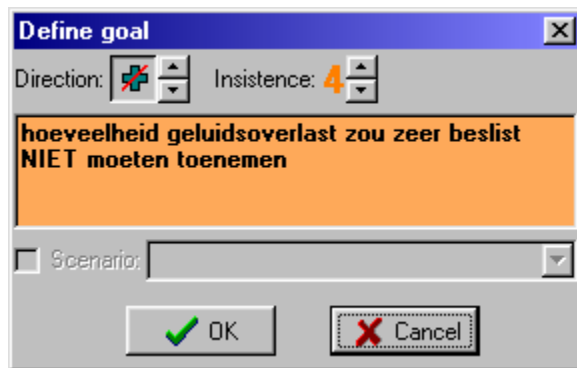 Define goal
Direction: Insistence: 4
hoeveelheid geluidsoverlast zou zeer beslist
NIET moeten toenemen
Scenario:
OK Cancel